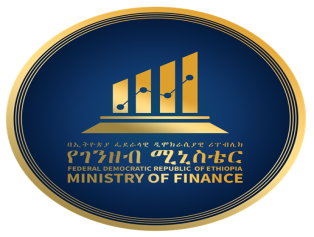 በኢትዮጵያ ፌደራላዊ ዲሞክራሲያዊ ሪፐብሊክ
የገንዘብ ሚኒስቴር
FEDERAL DEMOCRATIC REPUBLIC OF ETHIOPIA
MINISTRY OF FINANCE